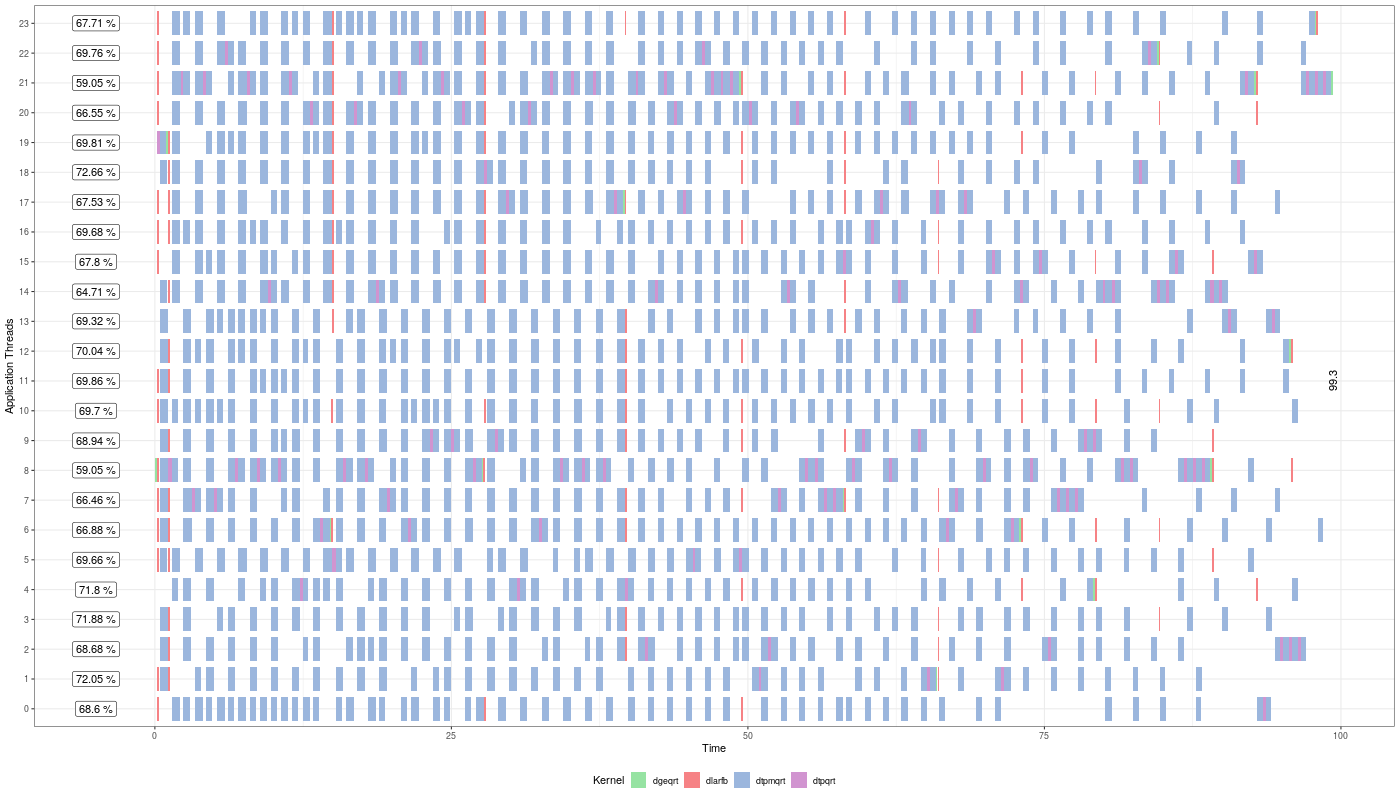 23 67.71 %
22 69.76 %
21 59.05 %
20 66.55 %
19 69.81 %
18 72.66 %
17 67.53 %
16 69.68 %
15 67.8 %
14 64.71 %
13 69.32 %
12 70.04 %
11 69.86 % 99.3
10 69.7 %
9 68.94 %
8 59.05 %
7 66.46 %
6 66.88 %
5 69.66 %
4 71.8 %
3 71.88 %
2 68.68 %
1 72.05 %
0 68.6 %
Application Threads
0 25 50 75 100
Time
Kernel dgeqrt dlarfb dtpmqrt dtpqrt